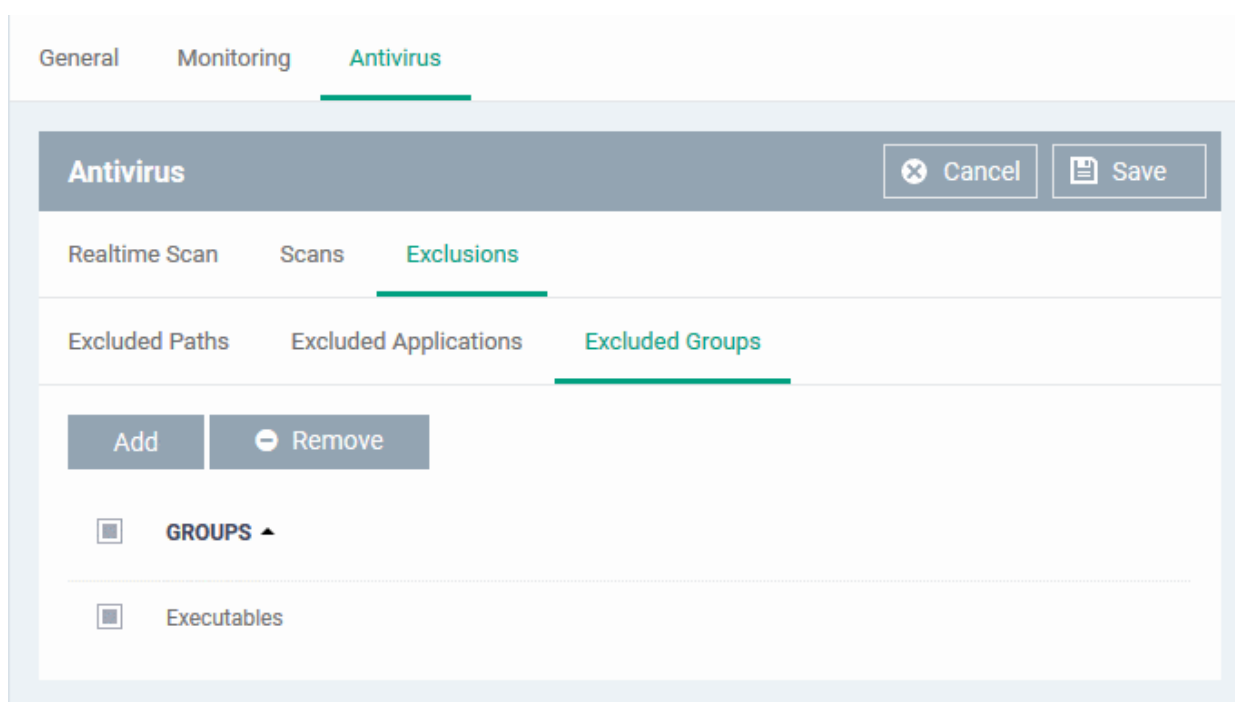 General Monitoring Antivirus
Antivirus Cancel Save
Realtime Scan Scans Exclusions
Excluded Paths Excluded Applications Excluded Groups
Add Remove
GROUPS
Executables